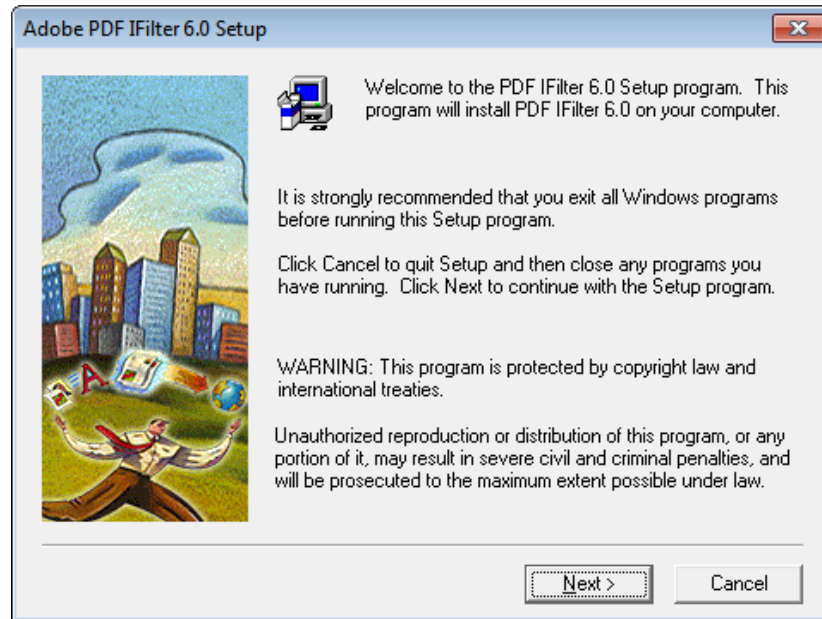 Adobe PDF IFilter 6.0 Setup
Welcome to the PDF IFilter 6.0 Setup program. This
program will install PDF IFilter 6.0 on your computer.
It is strongly recommended that you exit all Windows programs
before running this Setup program.
Click Cancel to quit Setup and then close any programs you
have running. Click Next to continue with the Setup program.
WARNING: This program is protected by copyright law and
international treaties.
Unauthorized reproduction or distribution of this program, or any
portion of it, may result in severe civil and criminal penalties, and
will be prosecuted to the maximum extent possible under law.
A
Next > Cancel